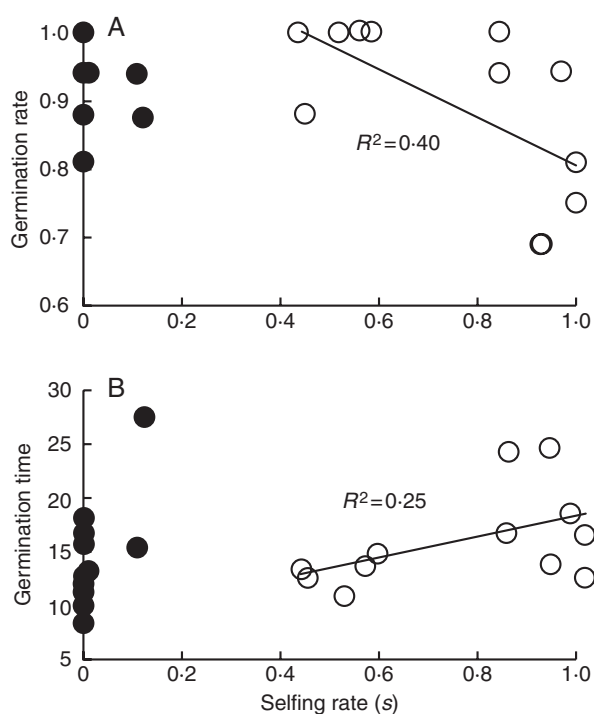 A
1·0
0·9
0·8
0·7
0·6
Germination rate
R²=0·40
0 0·2 0·4 0·6 0·8 1·0
B
30
25
20
15
10
5
Germination time
R²=0·25
0 0·2 0·4 0·6 0·8 1·0
Selfing rate (s)